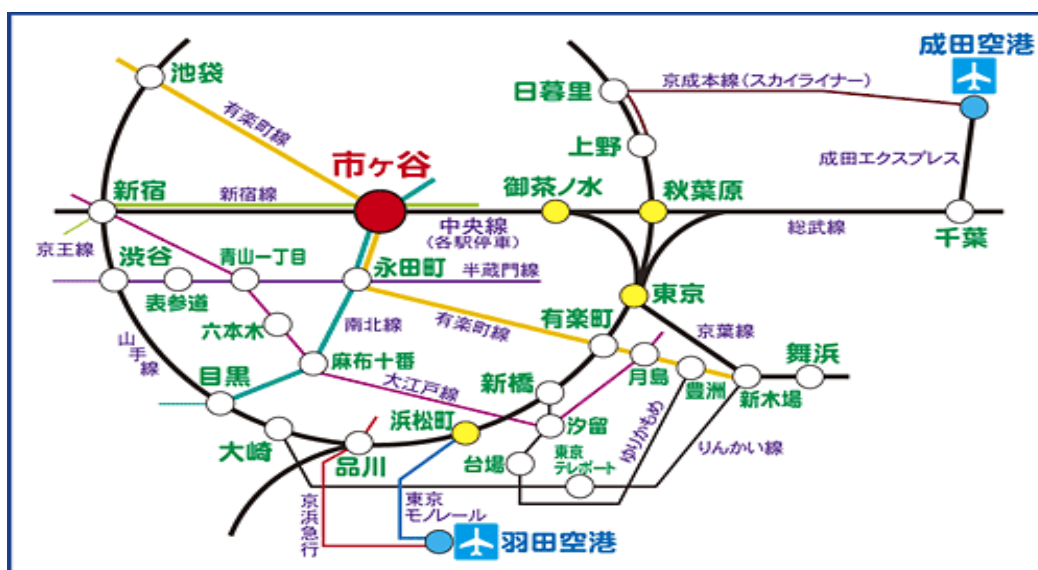 成田空港
池袋
日暮里
京成本線(スカイライナー)
有楽町線
上野
成田エクスプレス
市ヶ谷
新宿
新宿線
御茶ノ水
秋葉原
中央線
(各駅停車)
総武線
千葉
京王線
渋谷
青山一丁目
永田町
半蔵門線
表参道
東京
六本木
南北線
有楽町線
有楽町
京葉線
山手線
麻布十番
月島
豊洲
新木場
舞浜
目黒
大江戸線
新橋
浜松町
汐留
ゆりかもめ
りんかい線
大崎
品川
台場
東京
テレポート
京浜急行
東京
モノレール
羽田空港